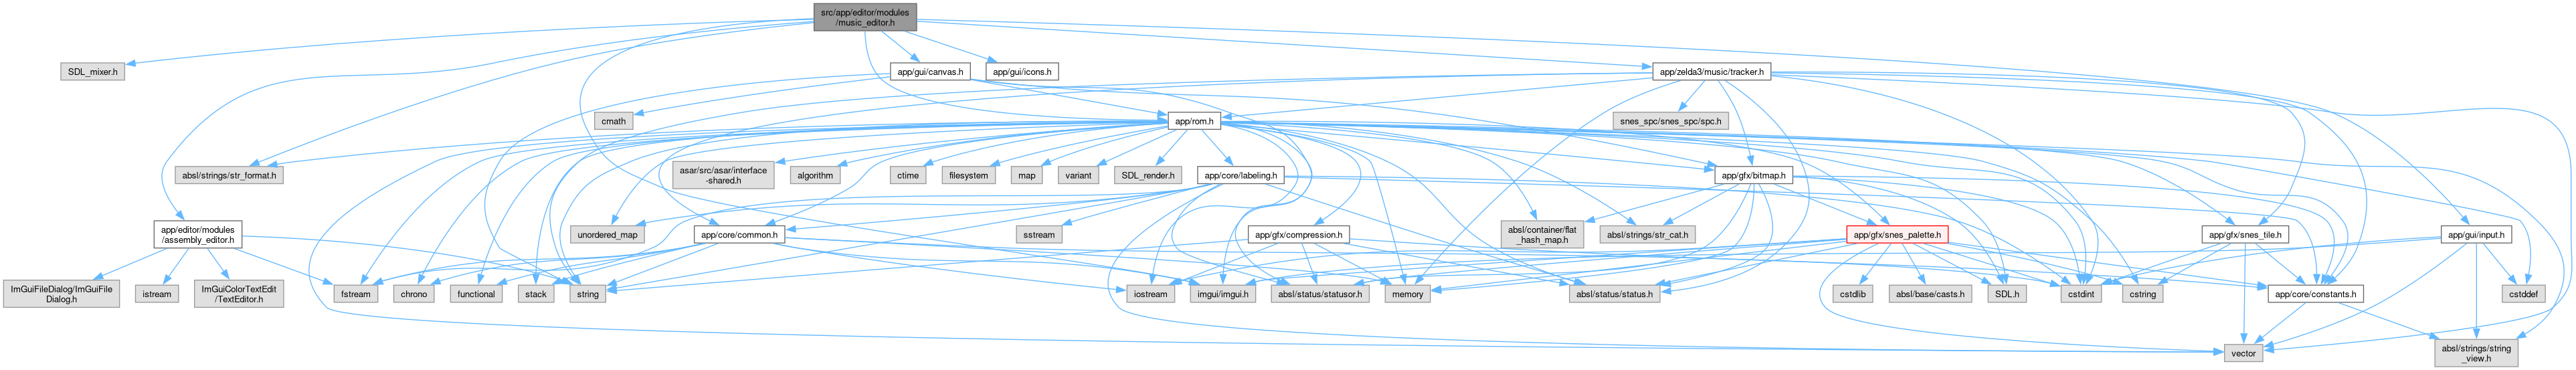 src/app/editor/modules
/music_editor.h
SDL_mixer.h
app/gui/canvas.h
app/gui/icons.h
app/zelda3/music/tracker.h
cmath
app/rom.h
snes_spc/snes_spc/spc.h
absl/strings/str_format.h
asar/src/asar/interface
-shared.h
algorithm
ctime
filesystem
map
variant
SDL_render.h
app/core/labeling.h
app/gfx/bitmap.h
app/editor/modules
/assembly_editor.h
unordered_map
app/core/common.h
sstream
app/gfx/compression.h
absl/container/flat
_hash_map.h
absl/strings/str_cat.h
app/gfx/snes_palette.h
app/gfx/snes_tile.h
app/gui/input.h
ImGuiFileDialog/ImGuiFile
Dialog.h
istream
ImGuiColorTextEdit
/TextEditor.h
fstream
chrono
functional
stack
string
iostream
imgui/imgui.h
absl/status/statusor.h
memory
absl/status/status.h
cstdlib
absl/base/casts.h
SDL.h
cstdint
cstring
app/core/constants.h
cstddef
vector
absl/strings/string
_view.h